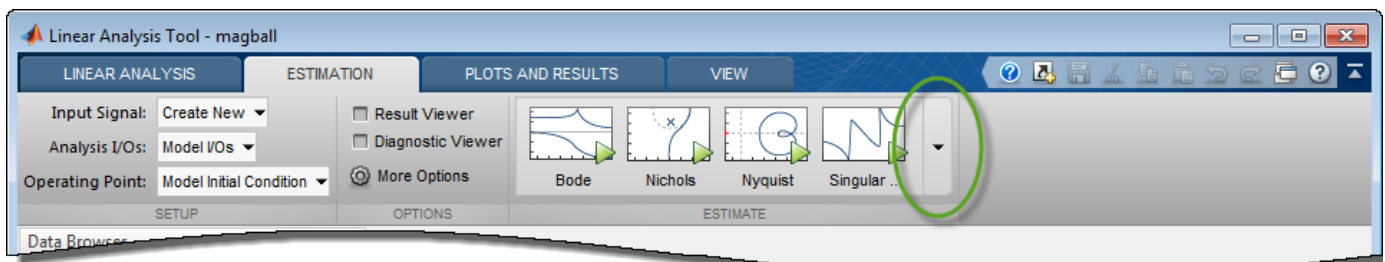 Linear Analysis Tool - magball
LINEAR ANALYSIS ESTIMATION PLOTS AND RESULTS VIEW
Input Signal: Create New
Analysis I/Os: Model I/Os
Operating Point: Model Initial Condition
SETUP
Result Viewer
Diagnostic Viewer
More Options
OPTIONS
Bode Nichols Nyquist Singular ...
ESTIMATE
Data Browser